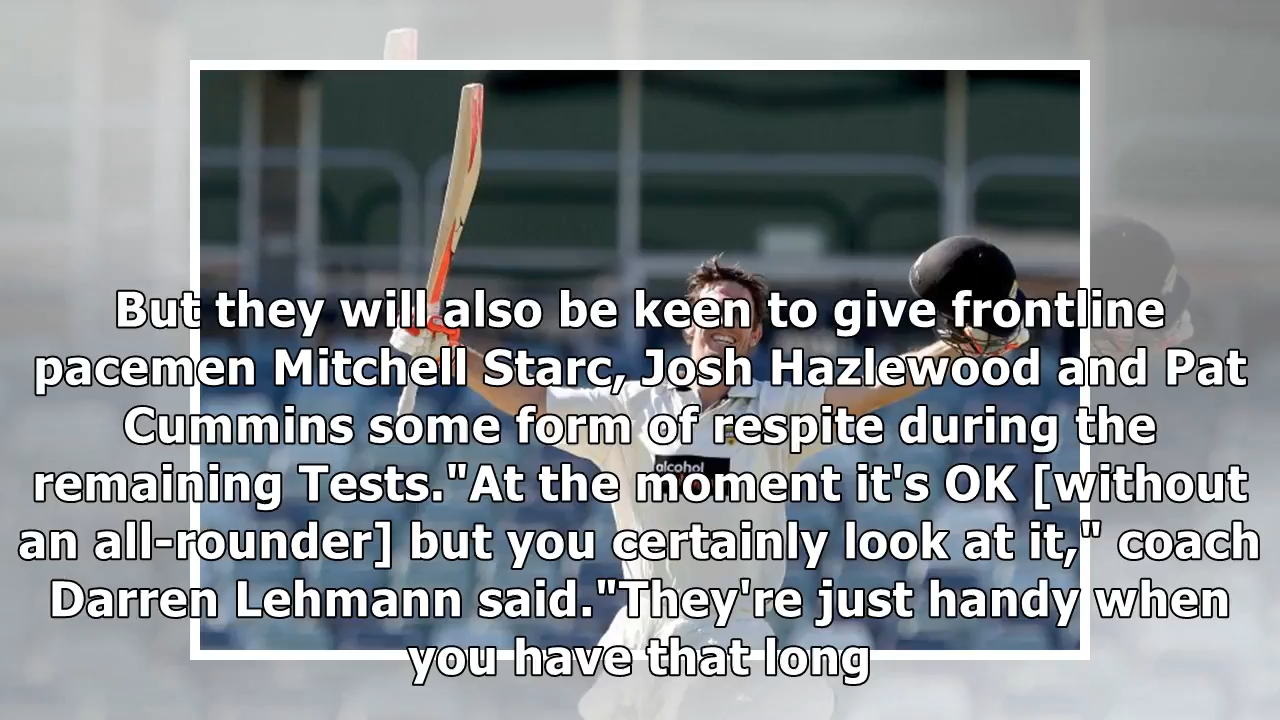 But they will also be keen to give frontline
pacemen Mitchell Starc, Josh Hazlewood and Pat
Cummins some form of respite during the
remaining Tests."At the moment it's OK [without
an all-rounder] but you certainly look at it," coach
Darren Lehmann said."They're just handy when
you have that long
alcohol